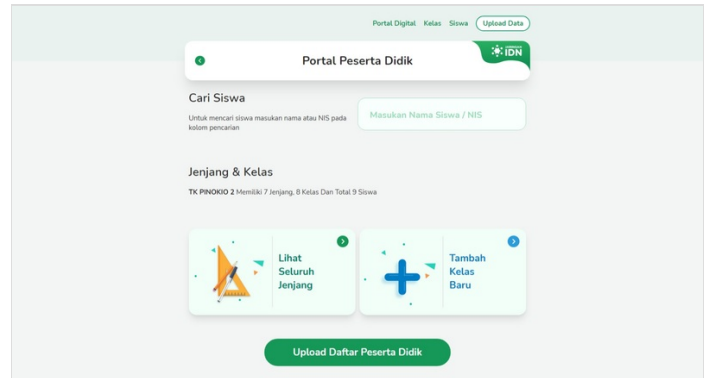 Portal Digital Kelas Siswa Upload Data
Portal Peserta Didik
IDN
Cari Siswa
Untuk mencari siswa masukan nama atau NIS pada
kolom pencarian
Masukan Nama Siswa / NIS
Jenjang & Kelas
TK PINOKIO 2 Memiliki 7 Jenjang, 8 Kelas Dan Total 9 Siswa
Lihat
Seluruh
Jenjang
Tambah
Kelas
Baru
Upload Daftar Peserta Didik